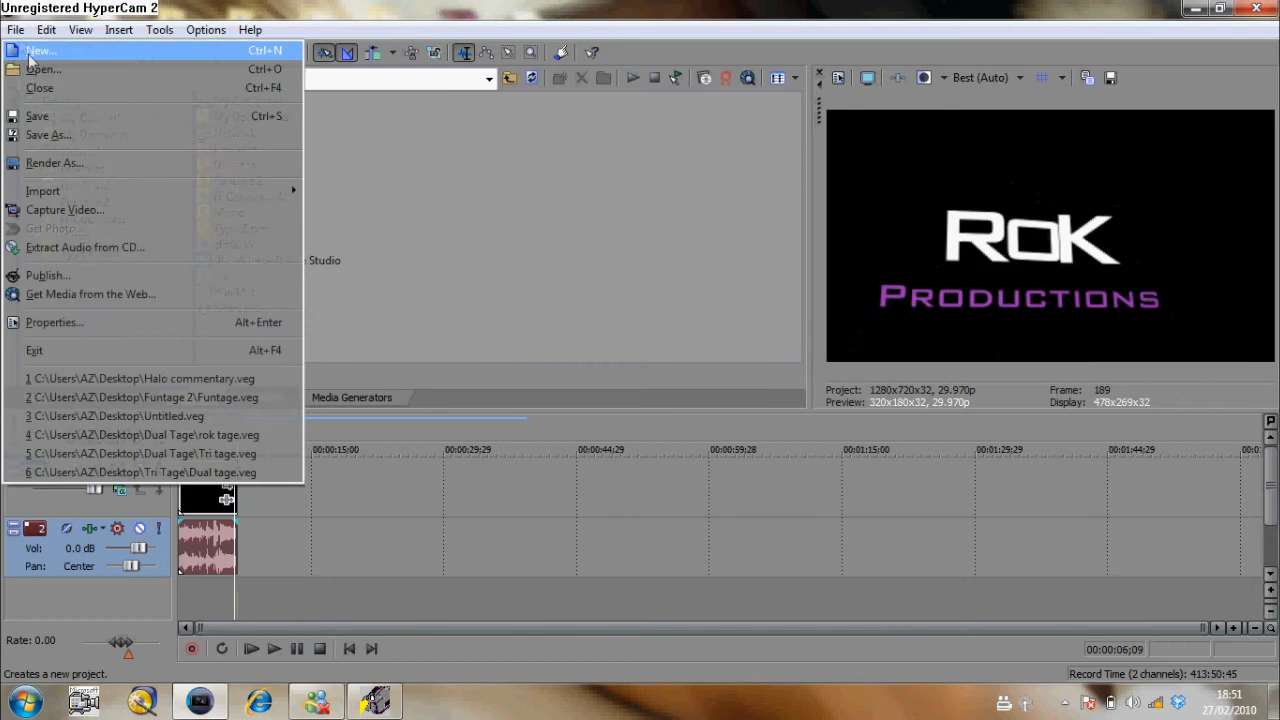 Unregistered HyperCam 2
File Edit View Insert Tools Options Help
New... Ctrl+N
Open... Ctrl+O
Close Ctrl+F4
Save Ctrl+S
Save As...
Render As...
Import
Capture Video...
Get Photo...
Extract Audio from CD...
Publish...
Get Media from the Web...
Properties... Alt+Enter
Exit Alt+F4
1 C:\Users\AZ\Desktop\Halo commentary.veg
2 C:\Users\AZ\Desktop\Funtage 2\Funtage.veg
3 C:\Users\AZ\Desktop\Untitled.veg
4 C:\Users\AZ\Desktop\Dual Tage\rok tage.veg
5 C:\Users\AZ\Desktop\Dual Tage\Tri tage.veg
6 C:\Users\AZ\Desktop\Tri Tage\Dual tage.veg
Studio
Media Generators
Best (Auto)
RoK
Productions
Project: 1280x720x32, 29.970p Frame: 189
Preview: 320x180x32, 29.970p Display: 478x269x32
00:00:15;00 00:00:29;29 00:00:44;29 00:00:59;28 00:01:15;00 00:01:29;29 00:01:44;29
2
Vol: 0.0 dB
Pan: Center
Rate: 0.00
00:00:06;09
Creates a new project. Record Time (2 channels): 413:50:45
18:51
27/02/2010